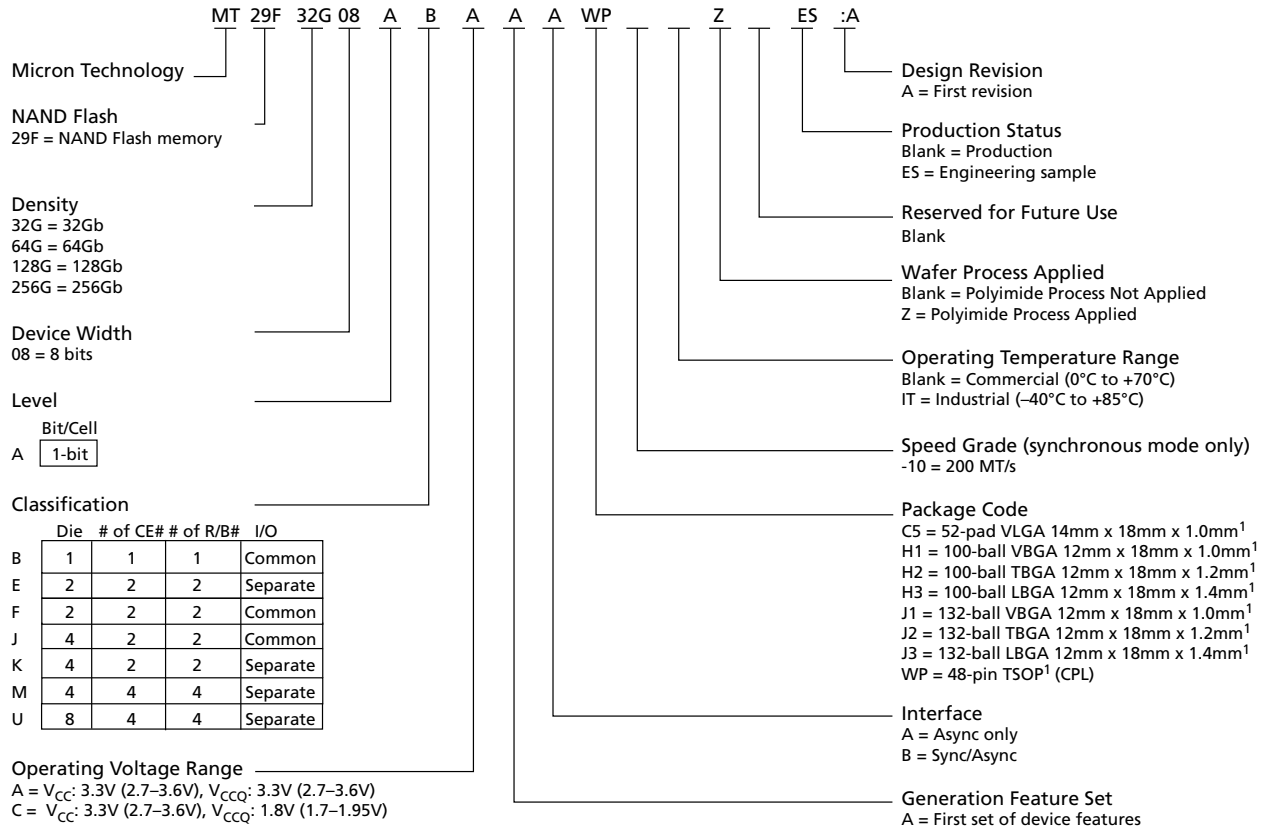 MT 29F 32G 08 A B A A A WP Z ES :A
Micron Technology
NAND Flash
29F = NAND Flash memory
Density
32G = 32Gb
64G = 64Gb
128G = 128Gb
256G = 256Gb
Device Width
08 = 8 bits
Level
Bit/Cell
A 1-bit
Classification
Die # of CE# # of R/B# I/O
B 1 1 1 Common
E 2 2 2 Separate
F 2 2 2 Common
J 4 2 2 Common
K 4 2 2 Separate
M 4 4 4 Separate
U 8 4 4 Separate
Operating Voltage Range
A = VCC: 3.3V (2.7–3.6V), VCCQ: 3.3V (2.7–3.6V)
C = VCC: 3.3V (2.7–3.6V), VCCQ: 1.8V (1.7–1.95V)
Design Revision
A = First revision
Production Status
Blank = Production
ES = Engineering sample
Reserved for Future Use
Blank
Wafer Process Applied
Blank = Polyimide Process Not Applied
Z = Polyimide Process Applied
Operating Temperature Range
Blank = Commercial (0°C to +70°C)
IT = Industrial (–40°C to +85°C)
Speed Grade (synchronous mode only)
-10 = 200 MT/s
Package Code
C5 = 52-pad VLGA 14mm x 18mm x 1.0mm1
H1 = 100-ball VBGA 12mm x 18mm x 1.0mm1
H2 = 100-ball TBGA 12mm x 18mm x 1.2mm1
H3 = 100-ball LBGA 12mm x 18mm x 1.4mm1
J1 = 132-ball VBGA 12mm x 18mm x 1.0mm1
J2 = 132-ball TBGA 12mm x 18mm x 1.2mm1
J3 = 132-ball LBGA 12mm x 18mm x 1.4mm1
WP = 48-pin TSOP1 (CPL)
Interface
A = Async only
B = Sync/Async
Generation Feature Set
A = First set of device features